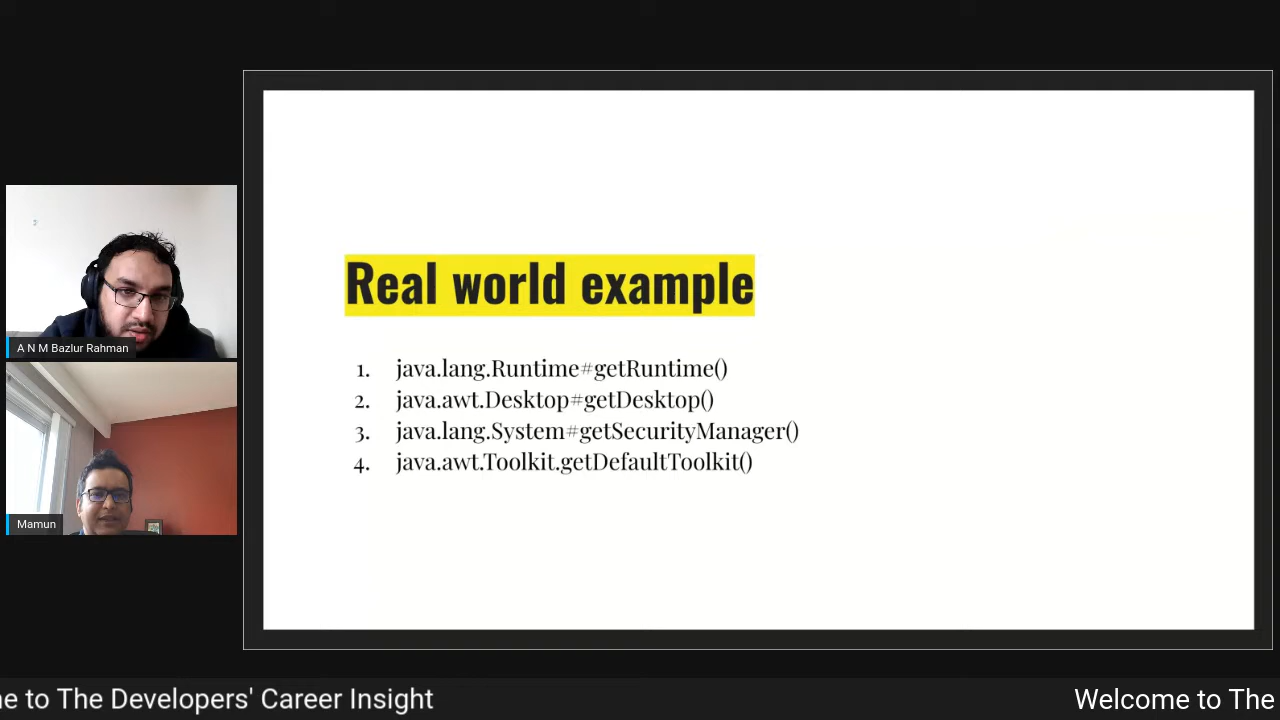 Real world example
1. java.lang.Runtime#getRuntime()
2. java.awt.Desktop#getDesktop()
3. java.lang.System#getSecurityManager()
4. java.awt.Toolkit.getDefaultToolkit()
A N M Bazlur Rahman
Mamun
e to The Developers' Career Insight
Welcome to The